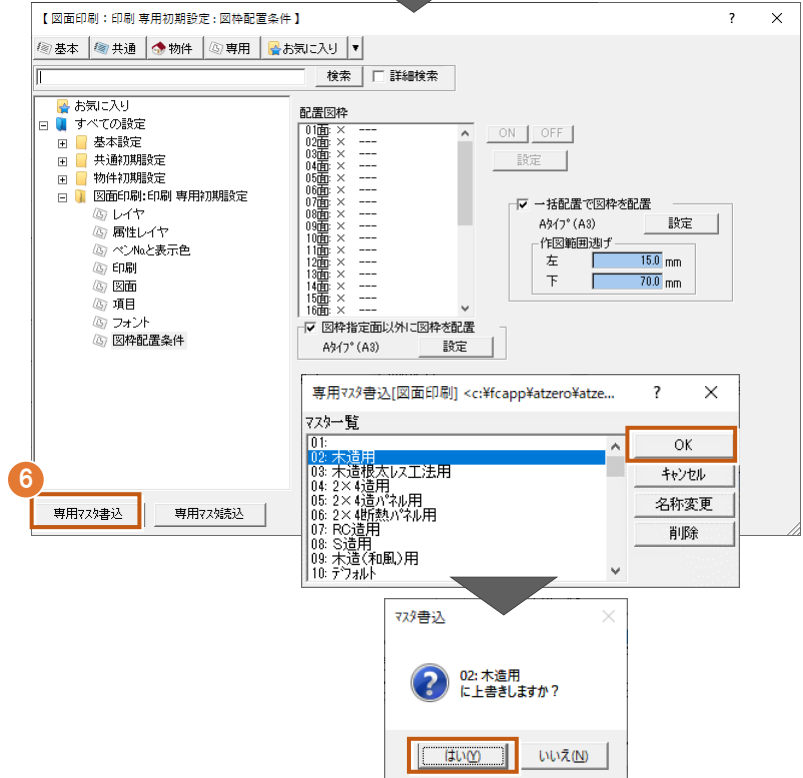 【 図面印刷：印刷 専用初期設定 : 図枠配置条件 】 ? ×
基本 共通 物件 専用 お気に入り ▼
検索 詳細検索
お気に入り
すべての設定
基本設定
共通初期設定
物件初期設定
図面印刷:印刷 専用初期設定
レイヤ
属性レイヤ
ペンNoと表示色
印刷
図面
項目
フォント
図枠配置条件
配置図枠
01面: × ---
02面: × ---
03面: × ---
04面: × ---
05面: × ---
06面: × ---
07面: × ---
08面: × ---
09面: × ---
10面: × ---
11面: × ---
12面: × ---
13面: × ---
14面: × ---
15面: × ---
16面: × ---
ON OFF
設定
一括配置で図枠を配置
Aタイプ(A3) 設定
作図範囲逃げ
左 15.0 mm
下 70.0 mm
図枠指定面以外に図枠を配置
Aタイプ(A3) 設定
6
専用マスタ書込 専用マスタ読込
専用マスタ書込[図面印刷] <c:¥fcapp¥atzero¥atze... ? ×
マスター覧
01:
02: 木造用
03: 木造根太レス工法用
04: 2×4造用
05: 2×4造パネル用
06: 2×4断熱パネル用
07: RC造用
08: S造用
09: 木造(和風)用
10: デフォルト
OK
キャンセル
名称変更
削除
マスタ書込 ×
02: 木造用
に上書きしますか？
はい(Y) いいえ(N)